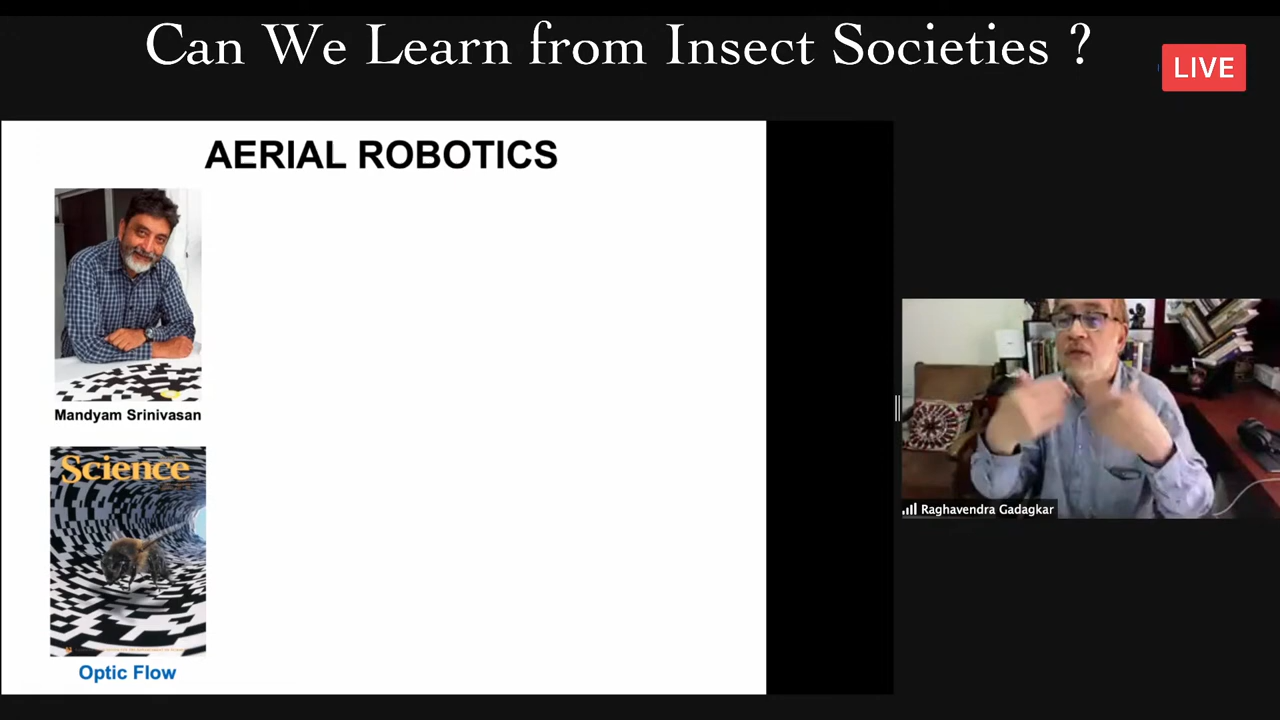 Can We Learn from Insect Societies ?
LIVE
AERIAL ROBOTICS
Mandyam Srinivasan
Science
Optic Flow
Raghavendra Gadagkar